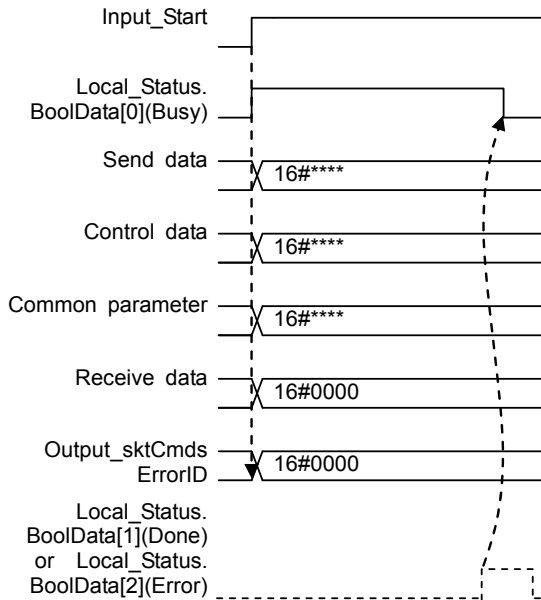 Input_Start
Local_Status.
BoolData[0](Busy)
Send data
16#****
Control data
16#****
Common parameter
16#****
Receive data
16#0000
Output_sktCmds
ErrorID
16#0000
Local_Status.
BoolData[1](Done)
or Local_Status.
BoolData[2](Error)